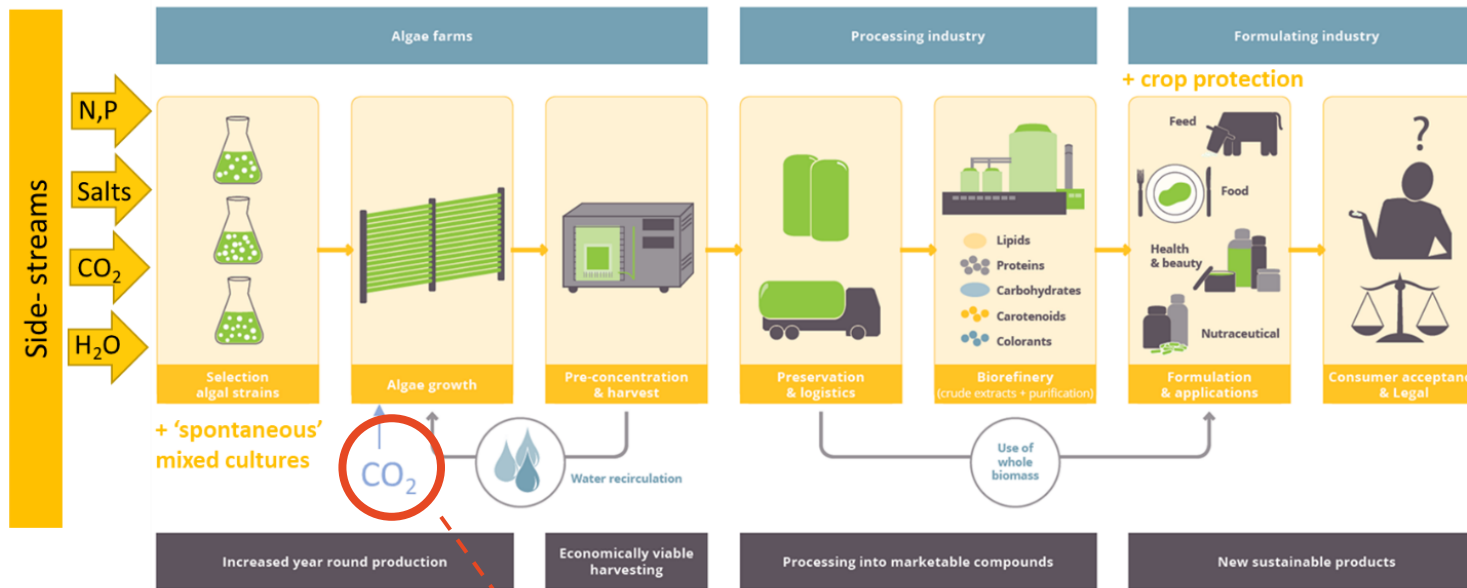 Algae farms
Processing industry
Formulating industry
+ crop protection
Side- streams
N,P
Salts
CO₂
H₂O
Selection
algal strains
Algae growth
Pre-concentration
& harvest
Preservation
& logistics
Lipids
Proteins
Carbohydrates
Carotenoids
Colorants
Biorefinery
(crude extracts + purification)
Feed
Food
Health
& beauty
Nutraceutical
Formulation
& applications
?
Consumer acceptance
& Legal
+ 'spontaneous'
mixed cultures
CO₂
Water recirculation
Use of
whole
biomass
Increased year round production
Economically viable
harvesting
Processing into marketable compounds
New sustainable products